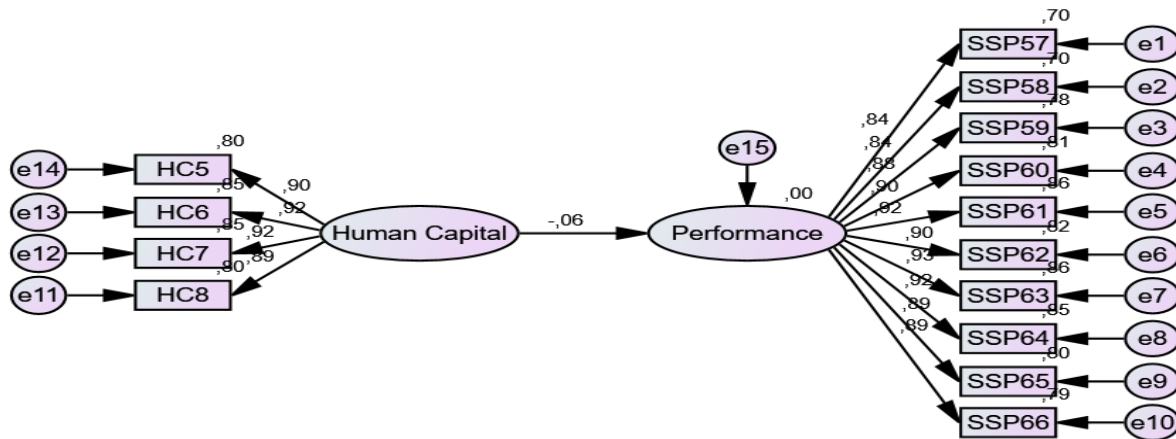 ,70
SSP57
e1
,70
SSP58
e2
,78
SSP59
e3
,81
SSP60
e4
,86
SSP61
e5
,82
SSP62
e6
,86
SSP63
e7
,85
SSP64
e8
,80
SSP65
e9
,79
SSP66
e10
,84
,84
,88
,90
,92
,90
,93
,92
,89
,89
e15
,00
Performance
-,06
Human Capital
,90
,92
,92
,89
,80
e14
HC5
,85
e13
HC6
,85
e12
HC7
,80
e11
HC8